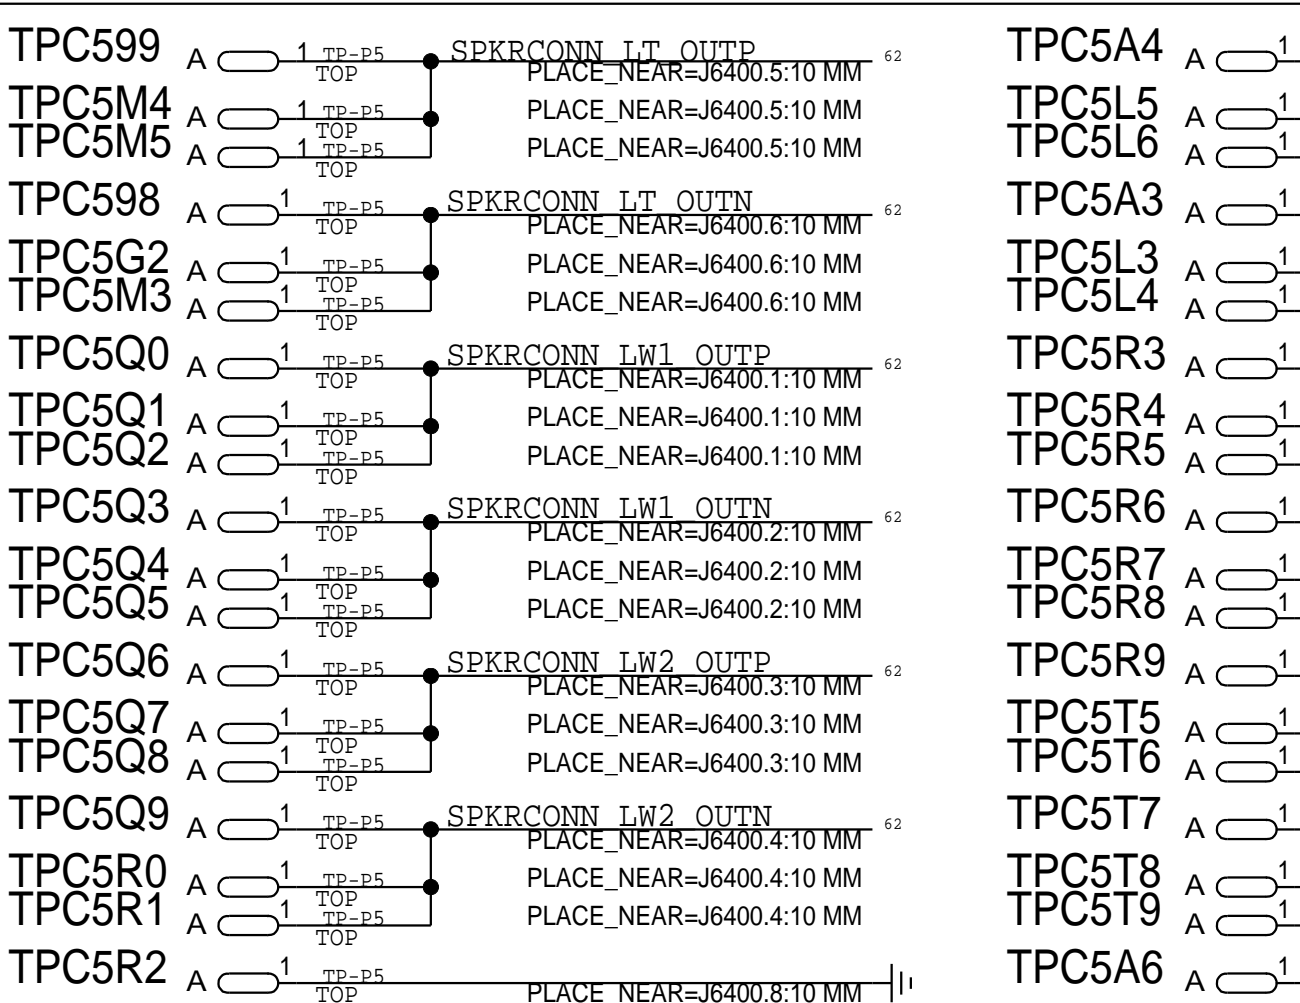 TPC599 A 1 TP-P5 TOP SPKRCONN_LT_OUTP 62 TPC5A4 A 1
PLACE_NEAR=J6400.5:10 MM
TPC5M4 A 1 TP-P5 TOP PLACE_NEAR=J6400.5:10 MM TPC5L5 A 1
TPC5M5 A 1 TP-P5 TOP PLACE_NEAR=J6400.5:10 MM TPC5L6 A 1
TPC598 A 1 TP-P5 TOP SPKRCONN_LT_OUTN 62 TPC5A3 A 1
PLACE_NEAR=J6400.6:10 MM
TPC5G2 A 1 TP-P5 TOP PLACE_NEAR=J6400.6:10 MM TPC5L3 A 1
TPC5M3 A 1 TP-P5 TOP PLACE_NEAR=J6400.6:10 MM TPC5L4 A 1
TPC5Q0 A 1 TP-P5 TOP SPKRCONN_LW1_OUTP 62 TPC5R3 A 1
PLACE_NEAR=J6400.1:10 MM
TPC5Q1 A 1 TP-P5 TOP PLACE_NEAR=J6400.1:10 MM TPC5R4 A 1
TPC5Q2 A 1 TP-P5 TOP PLACE_NEAR=J6400.1:10 MM TPC5R5 A 1
TPC5Q3 A 1 TP-P5 TOP SPKRCONN_LW1_OUTN 62 TPC5R6 A 1
PLACE_NEAR=J6400.2:10 MM
TPC5Q4 A 1 TP-P5 TOP PLACE_NEAR=J6400.2:10 MM TPC5R7 A 1
TPC5Q5 A 1 TP-P5 TOP PLACE_NEAR=J6400.2:10 MM TPC5R8 A 1
TPC5Q6 A 1 TP-P5 TOP SPKRCONN_LW2_OUTP 62 TPC5R9 A 1
PLACE_NEAR=J6400.3:10 MM
TPC5Q7 A 1 TP-P5 TOP PLACE_NEAR=J6400.3:10 MM TPC5T5 A 1
TPC5Q8 A 1 TP-P5 TOP PLACE_NEAR=J6400.3:10 MM TPC5T6 A 1
TPC5Q9 A 1 TP-P5 TOP SPKRCONN_LW2_OUTN 62 TPC5T7 A 1
PLACE_NEAR=J6400.4:10 MM
TPC5R0 A 1 TP-P5 TOP PLACE_NEAR=J6400.4:10 MM TPC5T8 A 1
TPC5R1 A 1 TP-P5 TOP PLACE_NEAR=J6400.4:10 MM TPC5T9 A 1
TPC5R2 A 1 TP-P5 TOP PLACE_NEAR=J6400.8:10 MM TPC5A6 A 1